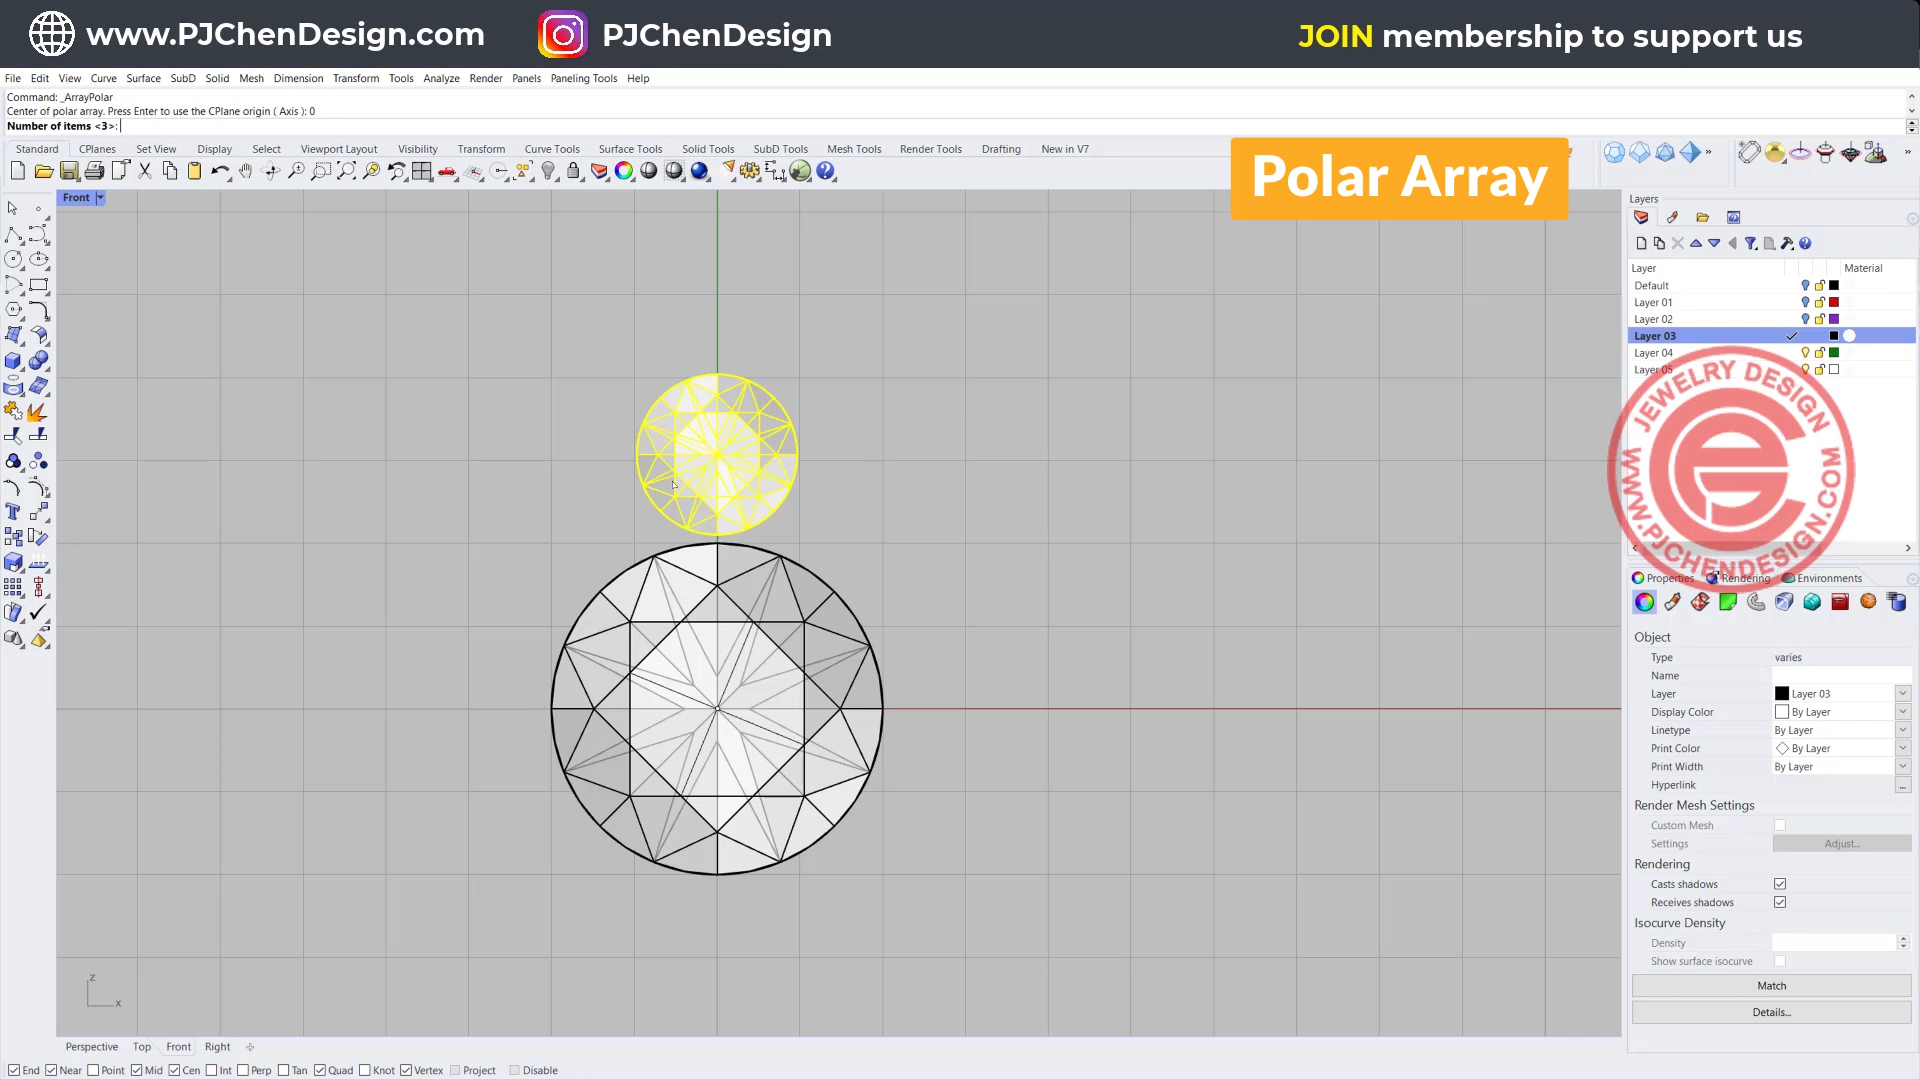 www.PJChenDesign.com
PJChenDesign
JOIN membership to support us
File Edit View Curve Surface SubD Solid Mesh Dimension Transform Tools Analyze Render Panels Paneling Tools Help
Command: _ArrayPolar
Center of polar array. Press Enter to use the CPlane origin ( Axis ): 0
Number of items <3>:
Standard CPlanes Set View Display Select Viewport Layout Visibility Transform Curve Tools Surface Tools Solid Tools SubD Tools Mesh Tools Render Tools Drafting New in V7
Polar Array
Front
Layers
Layer Material
Default
Layer 01
Layer 02
Layer 03
Layer 04
Layer 05
JEWELRY DESIGN
WWW.PJCHENDESIGN.COM
Properties Rendering Environments
Object
Type varies
Name
Layer Layer 03
Display Color By Layer
Linetype By Layer
Print Color By Layer
Print Width By Layer
Hyperlink ...
Render Mesh Settings
Custom Mesh
Settings Adjust...
Rendering
Casts shadows
Receives shadows
Isocurve Density
Density
Show surface isocurve
Match
Details...
z
x
Perspective Top Front Right
End Near Point Mid Cen Int Perp Tan Quad Knot Vertex Project Disable